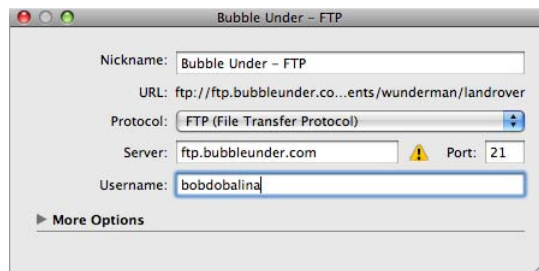 Bubble Under – FTP
Nickname: Bubble Under – FTP
URL: ftp://ftp.bubbleunder.co...ents/wunderman/landrover
Protocol: FTP (File Transfer Protocol)
Server: ftp.bubbleunder.com Port: 21
Username: bobdobalina
More Options